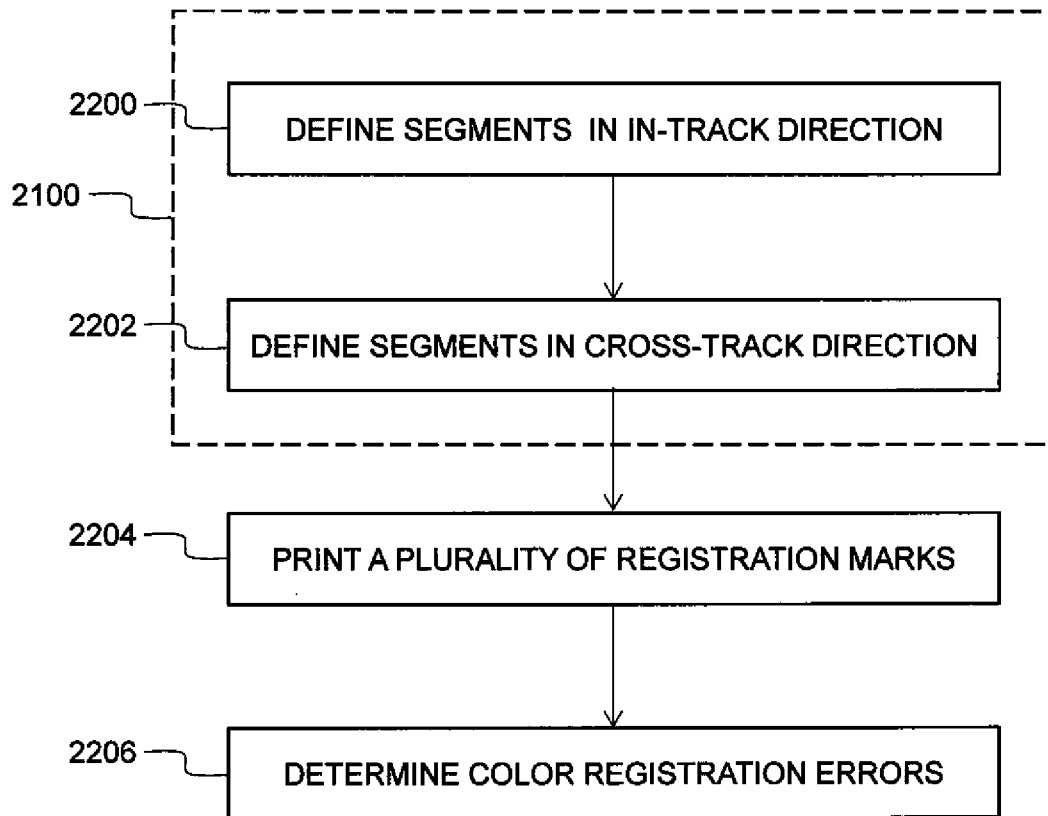 2200
DEFINE SEGMENTS IN IN-TRACK DIRECTION
2100
2202
DEFINE SEGMENTS IN CROSS-TRACK DIRECTION
2204
PRINT A PLURALITY OF REGISTRATION MARKS
2206
DETERMINE COLOR REGISTRATION ERRORS